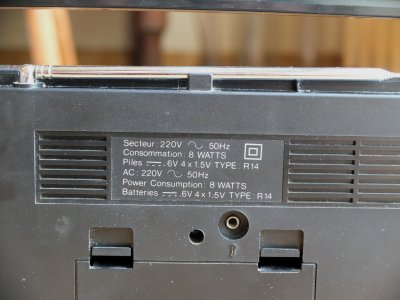 Secteur: 220V ~ 50Hz
Consommation: 8 WATTS
Piles ⎓ .6V 4 x 1.5V TYPE: R14
AC: 220V ~ 50Hz
Power Consumption: 8 WATTS
Batteries ⎓ .6V 4 x 1.5V TYPE: R14